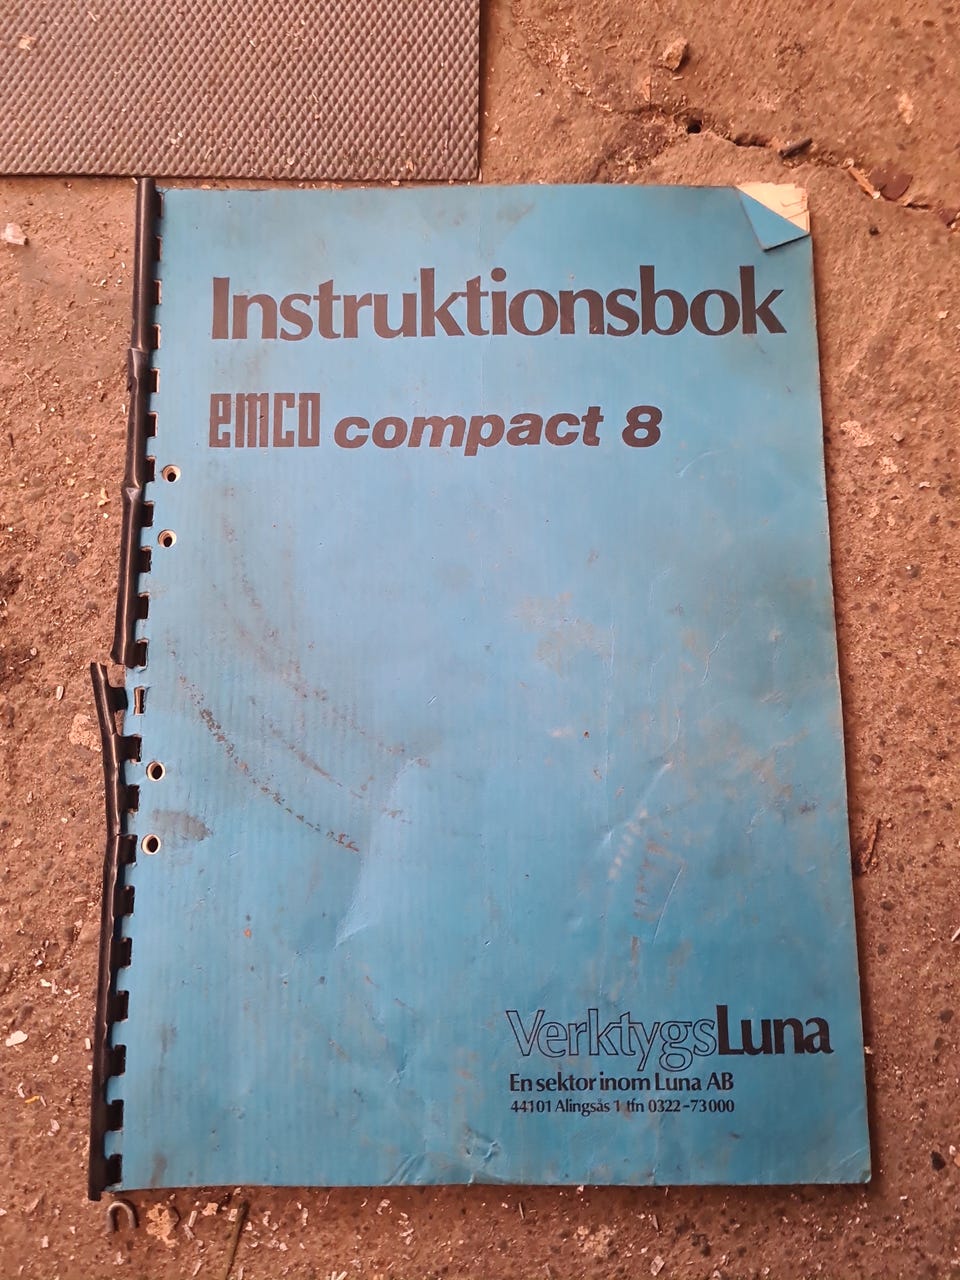 Instruktionsbok
emco compact 8
VerktygsLuna
En sektor inom Luna AB
44101 Alingsås 1 tfn 0322-73000